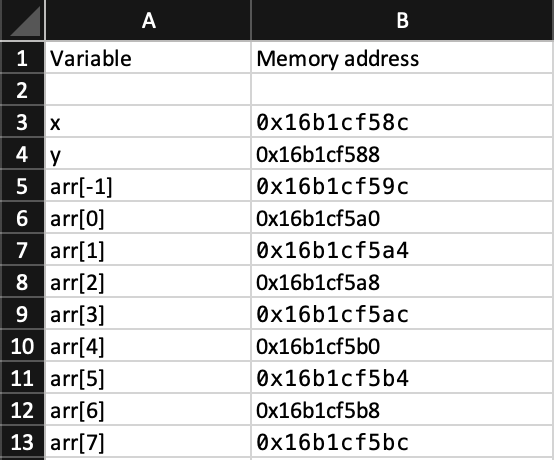 A B
1 Variable Memory address
2
3 x 0x16b1cf58c
4 y 0x16b1cf588
5 arr[-1] 0x16b1cf59c
6 arr[0] 0x16b1cf5a0
7 arr[1] 0x16b1cf5a4
8 arr[2] 0x16b1cf5a8
9 arr[3] 0x16b1cf5ac
10 arr[4] 0x16b1cf5b0
11 arr[5] 0x16b1cf5b4
12 arr[6] 0x16b1cf5b8
13 arr[7] 0x16b1cf5bc